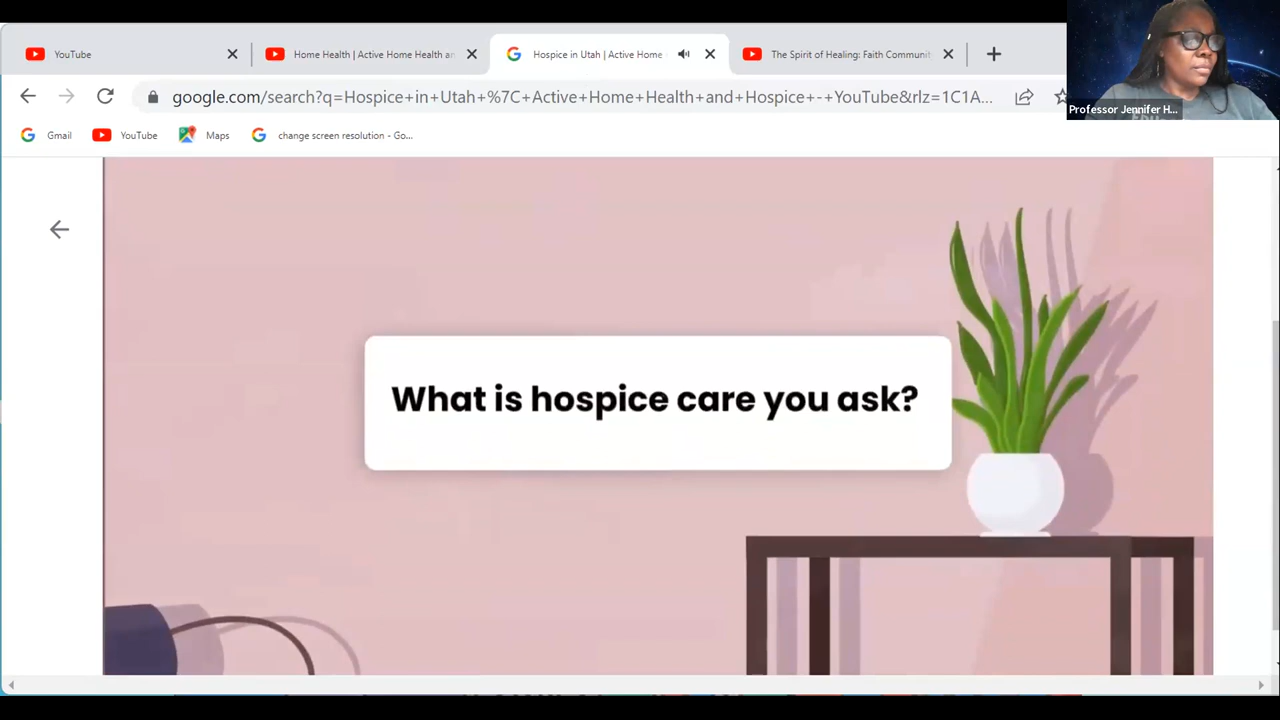 YouTube
Home Health | Active Home Health an
Hospice in Utah | Active Home
The Spirit of Healing: Faith Communit
google.com/search?q=Hospice+in+Utah+%7C+Active+Home+Health+and+Hospice+-+YouTube&rlz=1C1A...
Professor Jennifer H...
Gmail
YouTube
Maps
change screen resolution - Go...
What is hospice care you ask?